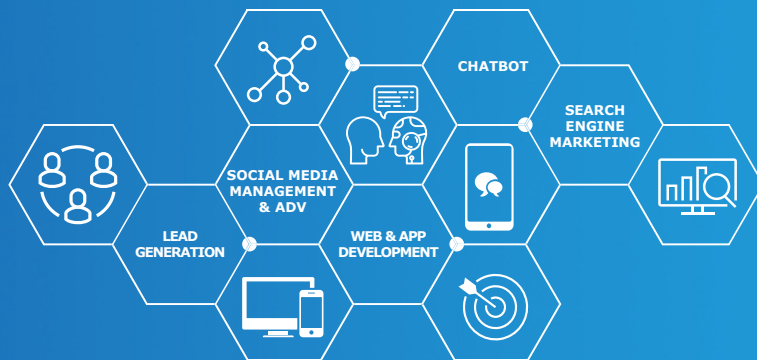 CHATBOT
SEARCH
ENGINE
MARKETING
SOCIAL MEDIA
MANAGEMENT
& ADV
LEAD
GENERATION
WEB & APP
DEVELOPMENT